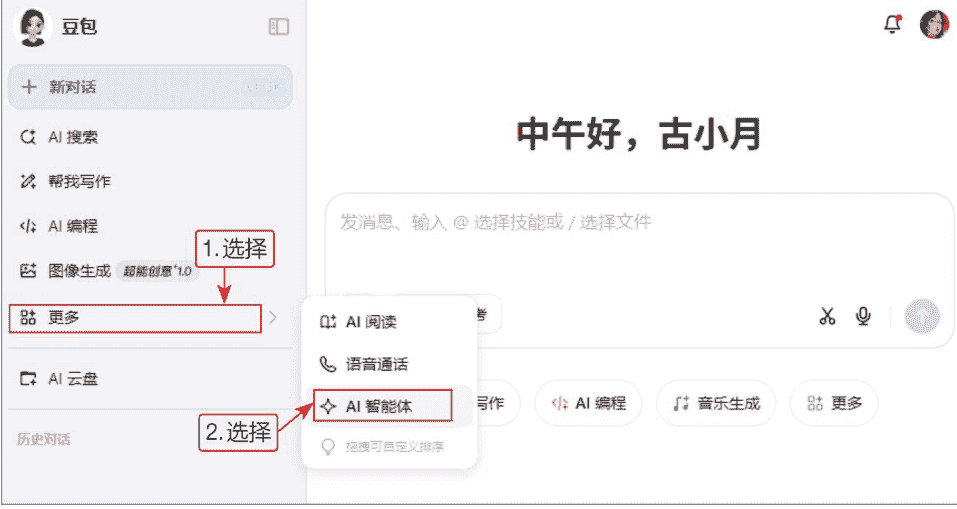 豆包
新对话
AI 搜索
帮我写作
AI 编程
1.选择
图像生成 超能创意1.0
更多
AI 云盘
2.选择
历史对话
中午好，古小月
发消息、输入 @ 选择技能或 / 选择文件
考
AI 阅读
语音通话
AI 智能体
拖拽可自定义排序
写作
AI 编程
音乐生成
更多